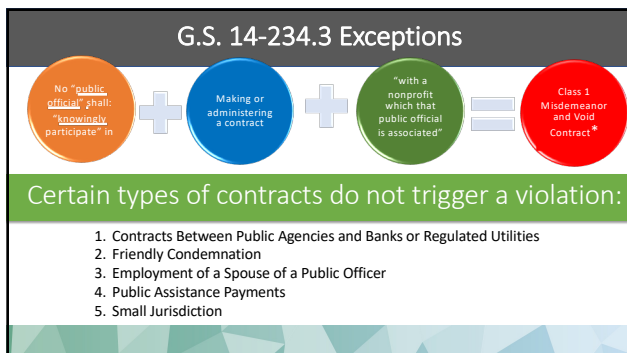 G.S. 14-234.3 Exceptions
No “public
official” shall:
“knowingly
participate” in
Making or
administering
a contract
“with a
nonprofit
which that
public official
is associated”
Class 1
Misdemeanor
and Void
Contract*
Certain types of contracts do not trigger a violation:
1. Contracts Between Public Agencies and Banks or Regulated Utilities
2. Friendly Condemnation
3. Employment of a Spouse of a Public Officer
4. Public Assistance Payments
5. Small Jurisdiction